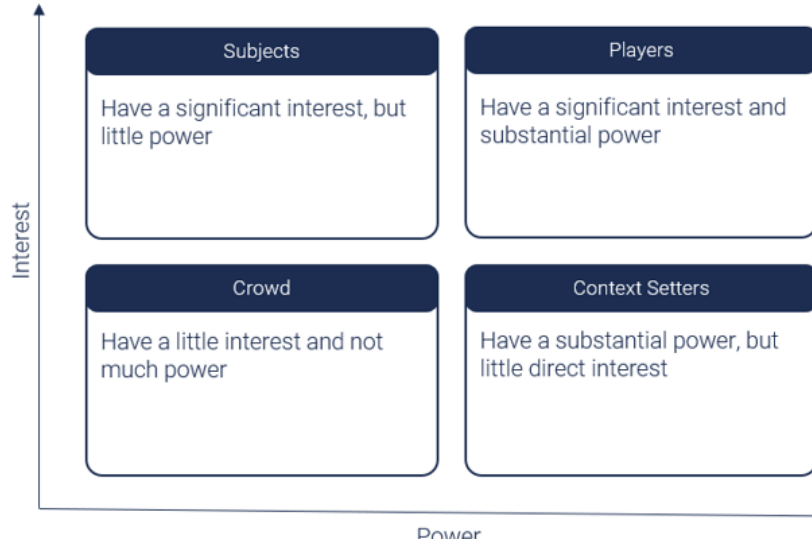 Subjects
Have a significant interest, but
little power
Players
Have a significant interest and
substantial power
Interest
Crowd
Have a little interest and not
much power
Context Setters
Have a substantial power, but
little direct interest
Power